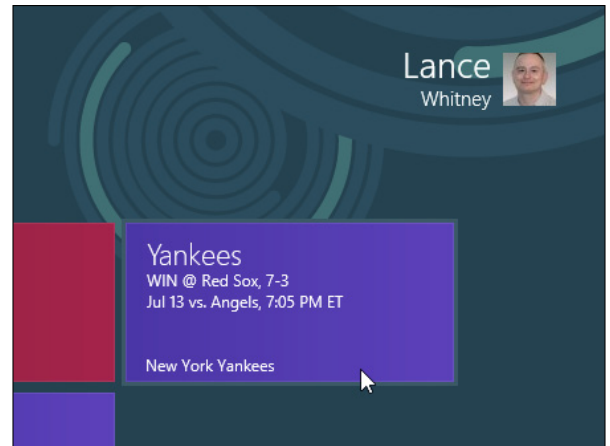 Lance
Whitney
Yankees
WIN @ Red Sox, 7-3
Jul 13 vs. Angels, 7:05 PM ET
New York Yankees